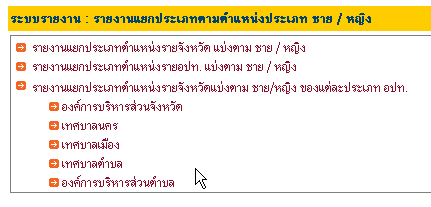 ระบบรายงาน : รายงานแยกประเภทตามตำแหน่งประเภท ชาย / หญิง
รายงานแยกประเภทตำแหน่งรายจังหวัด แบ่งตาม ชาย / หญิง
รายงานแยกประเภทตำแหน่งรายอปท. แบ่งตาม ชาย / หญิง
รายงานแยกประเภทตำแหน่งรายจังหวัดแบ่งตาม ชาย/หญิง ของแต่ละประเภท อปท.
องค์การบริหารส่วนจังหวัด
เทศบาลนคร
เทศบาลเมือง
เทศบาลตำบล
องค์การบริหารส่วนตำบล